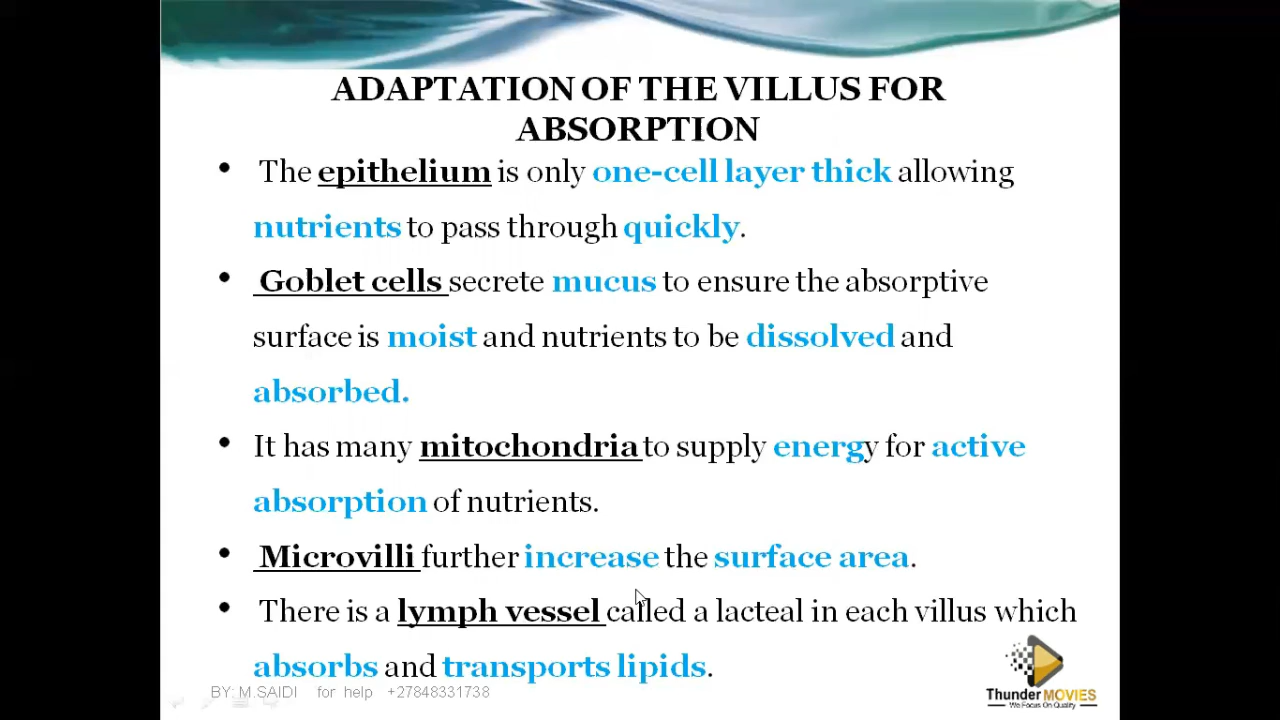 ADAPTATION OF THE VILLUS FOR
ABSORPTION
• The epithelium is only one-cell layer thick allowing
nutrients to pass through quickly.
• Goblet cells secrete mucus to ensure the absorptive
surface is moist and nutrients to be dissolved and
absorbed.
• It has many mitochondria to supply energy for active
absorption of nutrients.
• Microvilli further increase the surface area.
• There is a lymph vessel called a lacteal in each villus which
absorbs and transports lipids.
BY: M.SAIDI for help +27848331738
Thunder MOVIES
We Focus On Quality